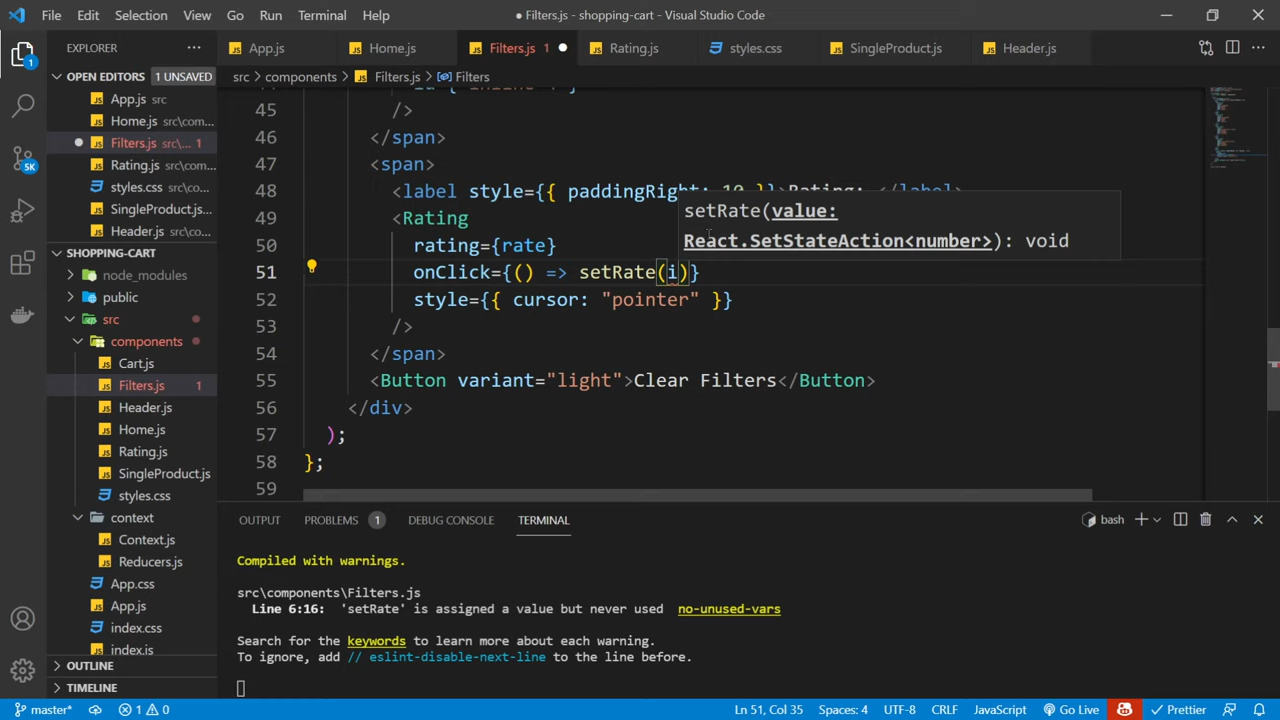 File Edit Selection View Go Run Terminal Help
● Filters.js - shopping-cart - Visual Studio Code
EXPLORER
App.js
Home.js
Filters.js 1
Rating.js
styles.css
SingleProduct.js
Header.js
src > components > Filters.js > Filters
OPEN EDITORS 1 UNSAVED
App.js src
Home.js src\com...
Filters.js src\... 1
Rating.js src\co...
styles.css src\co...
SingleProduct.js...
Header.js src\co...
SHOPPING-CART
node_modules
public
src
components
Cart.js
Filters.js 1
Header.js
Home.js
Rating.js
SingleProduct.js
styles.css
context
Context.js
Reducers.js
App.css
App.js
index.css
index.js
OUTLINE
TIMELINE
1
5K
45 />
46 </span>
47 <span>
48 <label style={{ paddingRight: 10 }}>Rating: </label>
49 <Rating
50 rating={rate}
51 onClick={() => setRate(i)}
52 style={{ cursor: "pointer" }}
53 />
54 </span>
55 <Button variant="light">Clear Filters</Button>
56 </div>
57 );
58 };
59
setRate(value:
React.SetStateAction<number>): void
OUTPUT PROBLEMS 1 DEBUG CONSOLE TERMINAL
bash
Compiled with warnings.
src\components\Filters.js
Line 6:16: 'setRate' is assigned a value but never used no-unused-vars
Search for the keywords to learn more about each warning.
To ignore, add // eslint-disable-next-line to the line before.
master* 1 0 Ln 51, Col 35 Spaces: 4 UTF-8 CRLF JavaScript Go Live Prettier